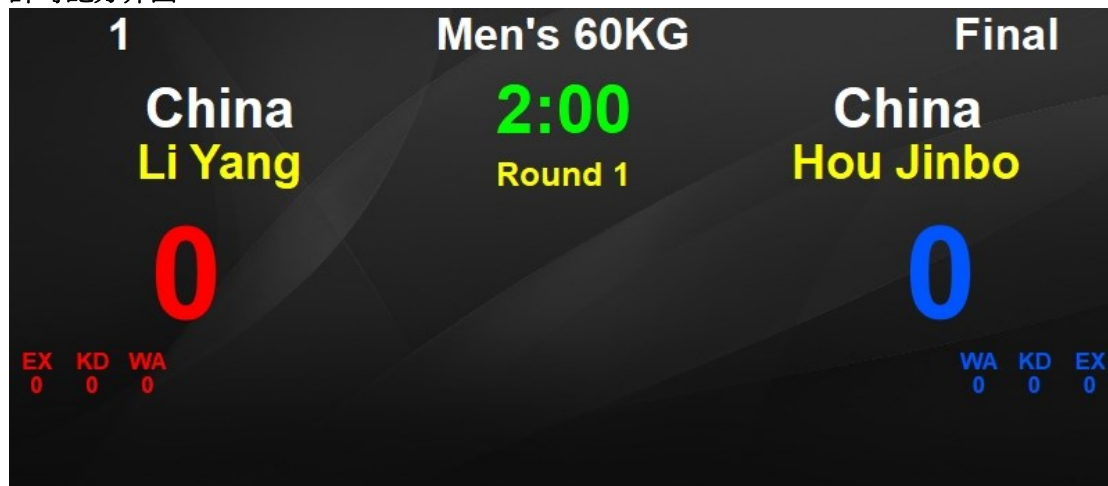 1 Men's 60KG Final
China 2:00 China
Li Yang Round 1 Hou Jinbo
0 0
EX KD WA WA KD EX
0 0 0 0 0 0